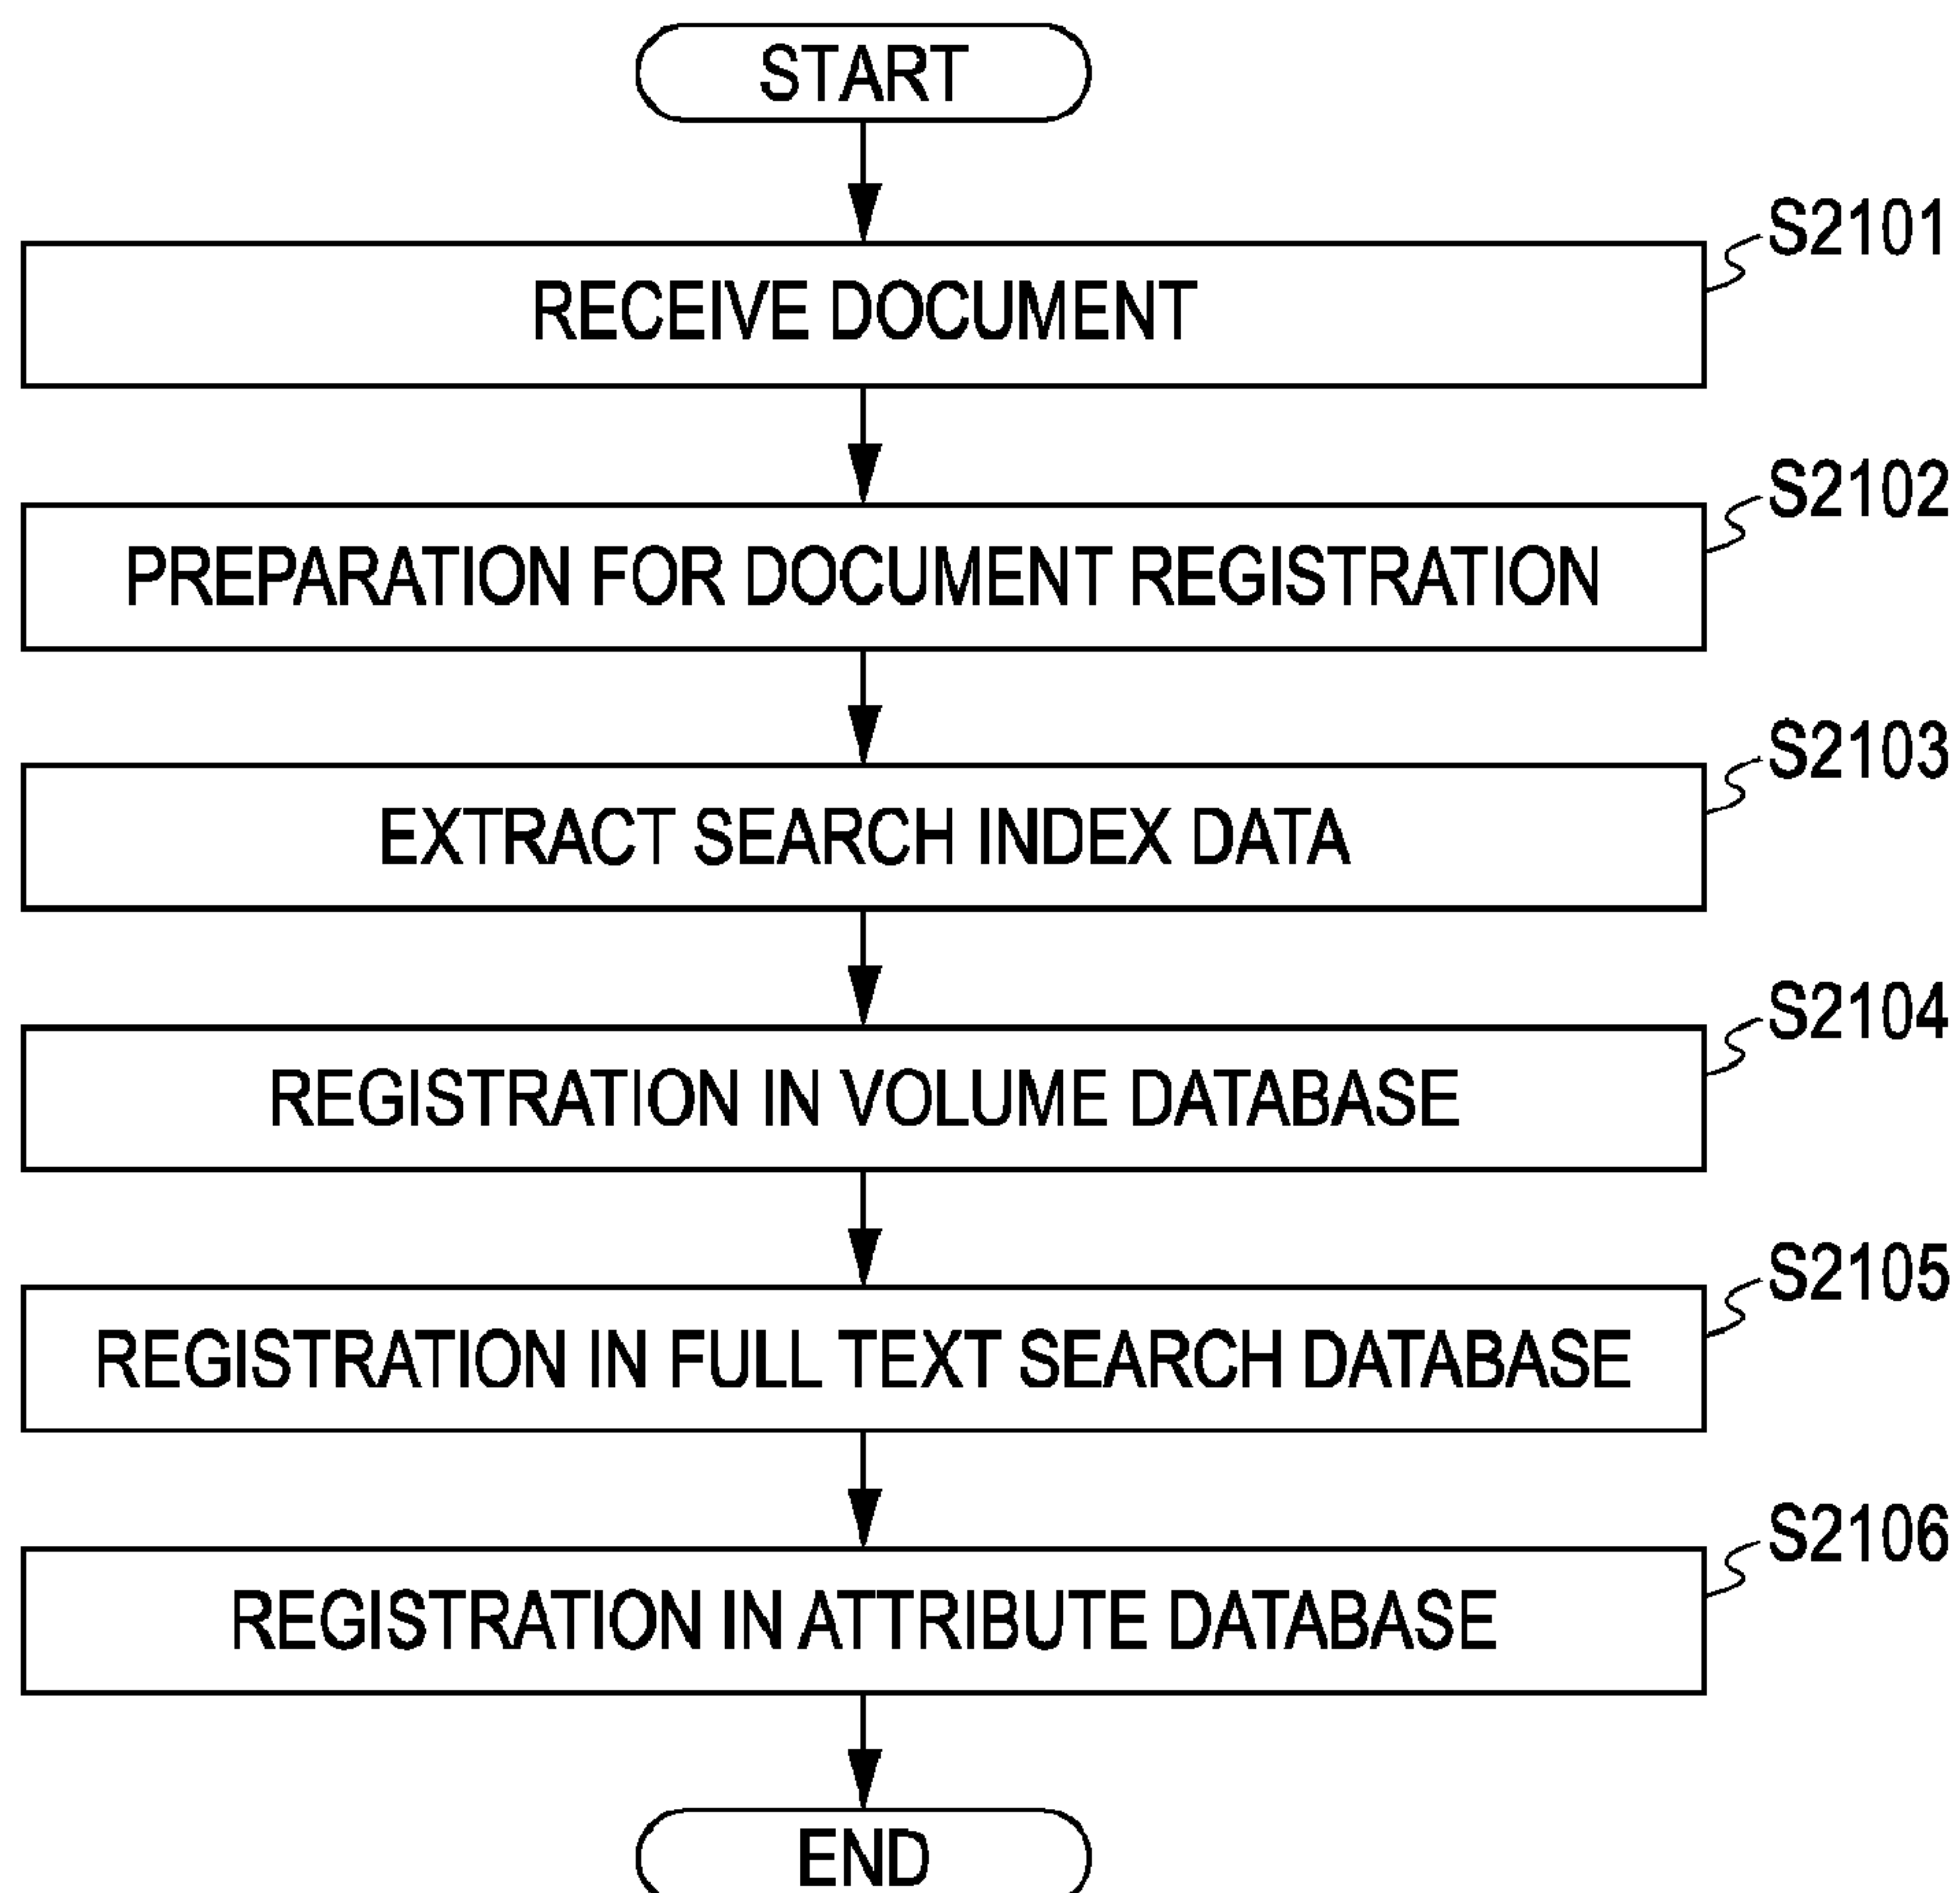 START
S2101
RECEIVE DOCUMENT
S2102
PREPARATION FOR DOCUMENT REGISTRATION
S2103
EXTRACT SEARCH INDEX DATA
S2104
REGISTRATION IN VOLUME DATABASE
S2105
REGISTRATION IN FULL TEXT SEARCH DATABASE
S2106
REGISTRATION IN ATTRIBUTE DATABASE
END